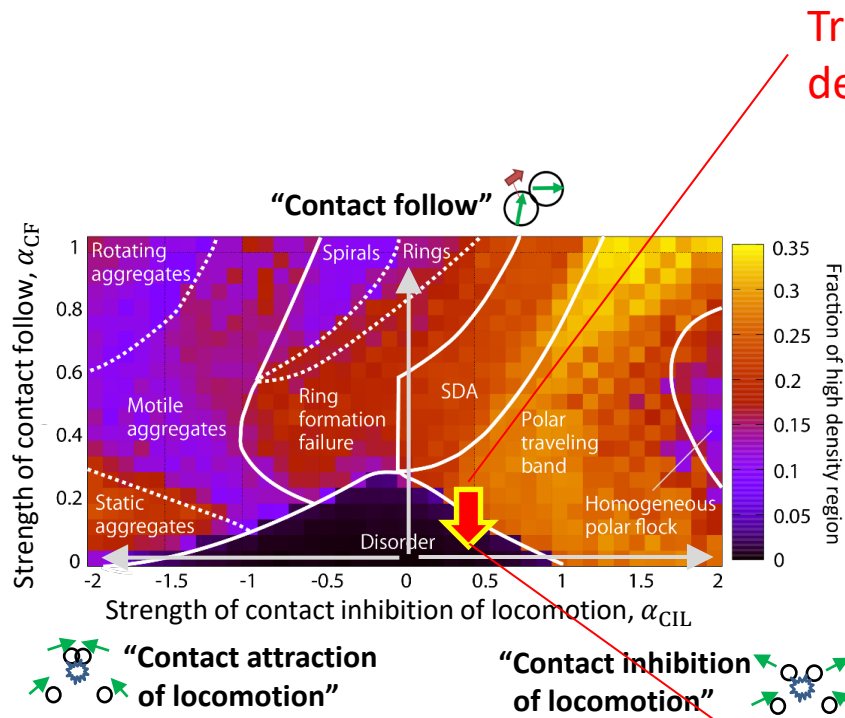 Tr
de
“Contact follow”
Strength of contact follow, α_CF
1
0.8
0.6
0.4
0.2
0
Rotating
aggregates
Spirals
Rings
Motile
aggregates
Ring
formation
failure
SDA
Polar
traveling
band
Static
aggregates
Homogeneous
polar flock
Disorder
-2
-1.5
-1
-0.5
0
0.5
1
1.5
2
Strength of contact inhibition of locomotion, α_CIL
0.35
0.3
0.25
0.2
0.15
0.1
0.05
0
Fraction of high density region
“Contact attraction
of locomotion”
“Contact inhibition
of locomotion”